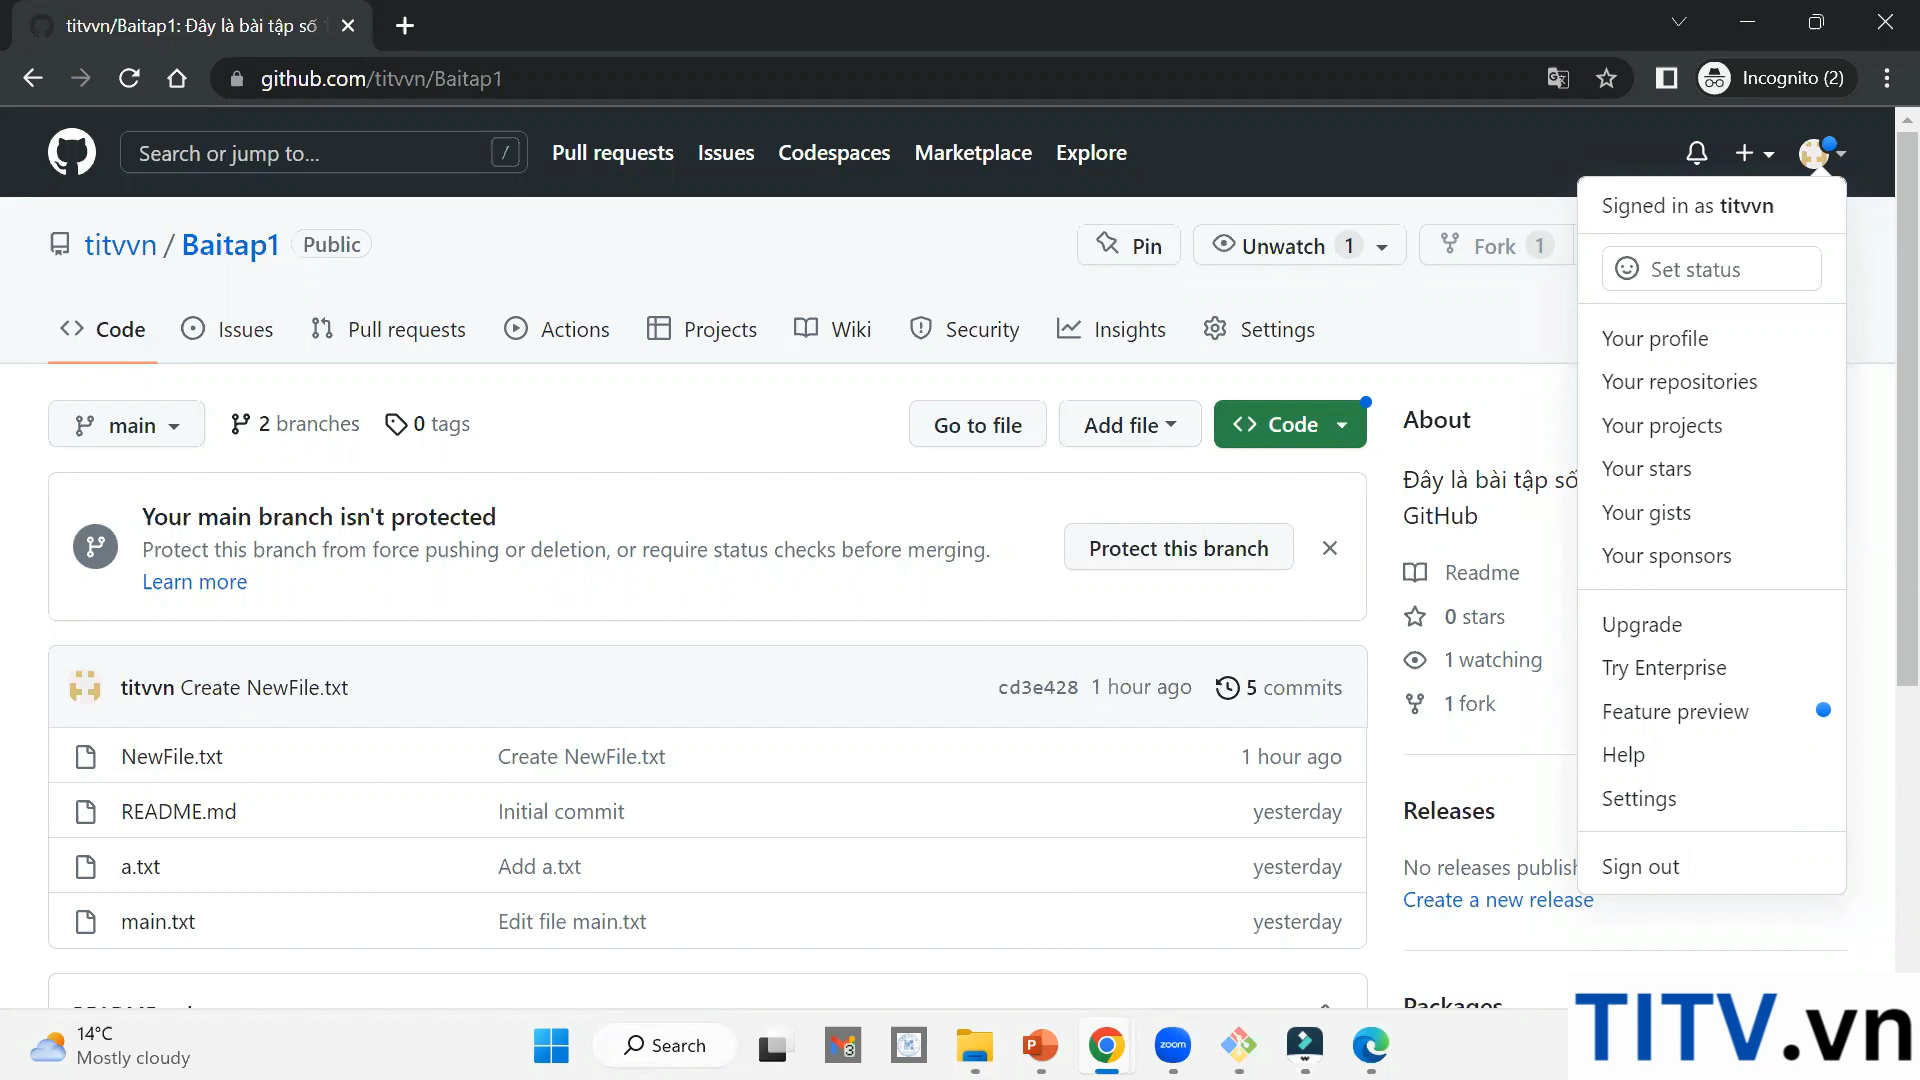 titvvn/Baitap1: Đây là bài tập số 1
github.com/titvvn/Baitap1
Incognito (2)
Search or jump to...
/
Pull requests
Issues
Codespaces
Marketplace
Explore
titvvn / Baitap1
Public
Pin
Unwatch 1
Fork 1
Code
Issues
Pull requests
Actions
Projects
Wiki
Security
Insights
Settings
main
2 branches
0 tags
Go to file
Add file
Code
Your main branch isn't protected
Protect this branch from force pushing or deletion, or require status checks before merging.
Learn more
Protect this branch
titvvn Create NewFile.txt
cd3e428 1 hour ago
5 commits
NewFile.txt
Create NewFile.txt
1 hour ago
README.md
Initial commit
yesterday
a.txt
Add a.txt
yesterday
main.txt
Edit file main.txt
yesterday
About
Đây là bài tập số
GitHub
Readme
0 stars
1 watching
1 fork
Releases
No releases publish
Create a new release
Packages
Signed in as titvvn
Set status
Your profile
Your repositories
Your projects
Your stars
Your gists
Your sponsors
Upgrade
Try Enterprise
Feature preview
Help
Settings
Sign out
14°C
Mostly cloudy
Search
3
zoom
TITV.vn